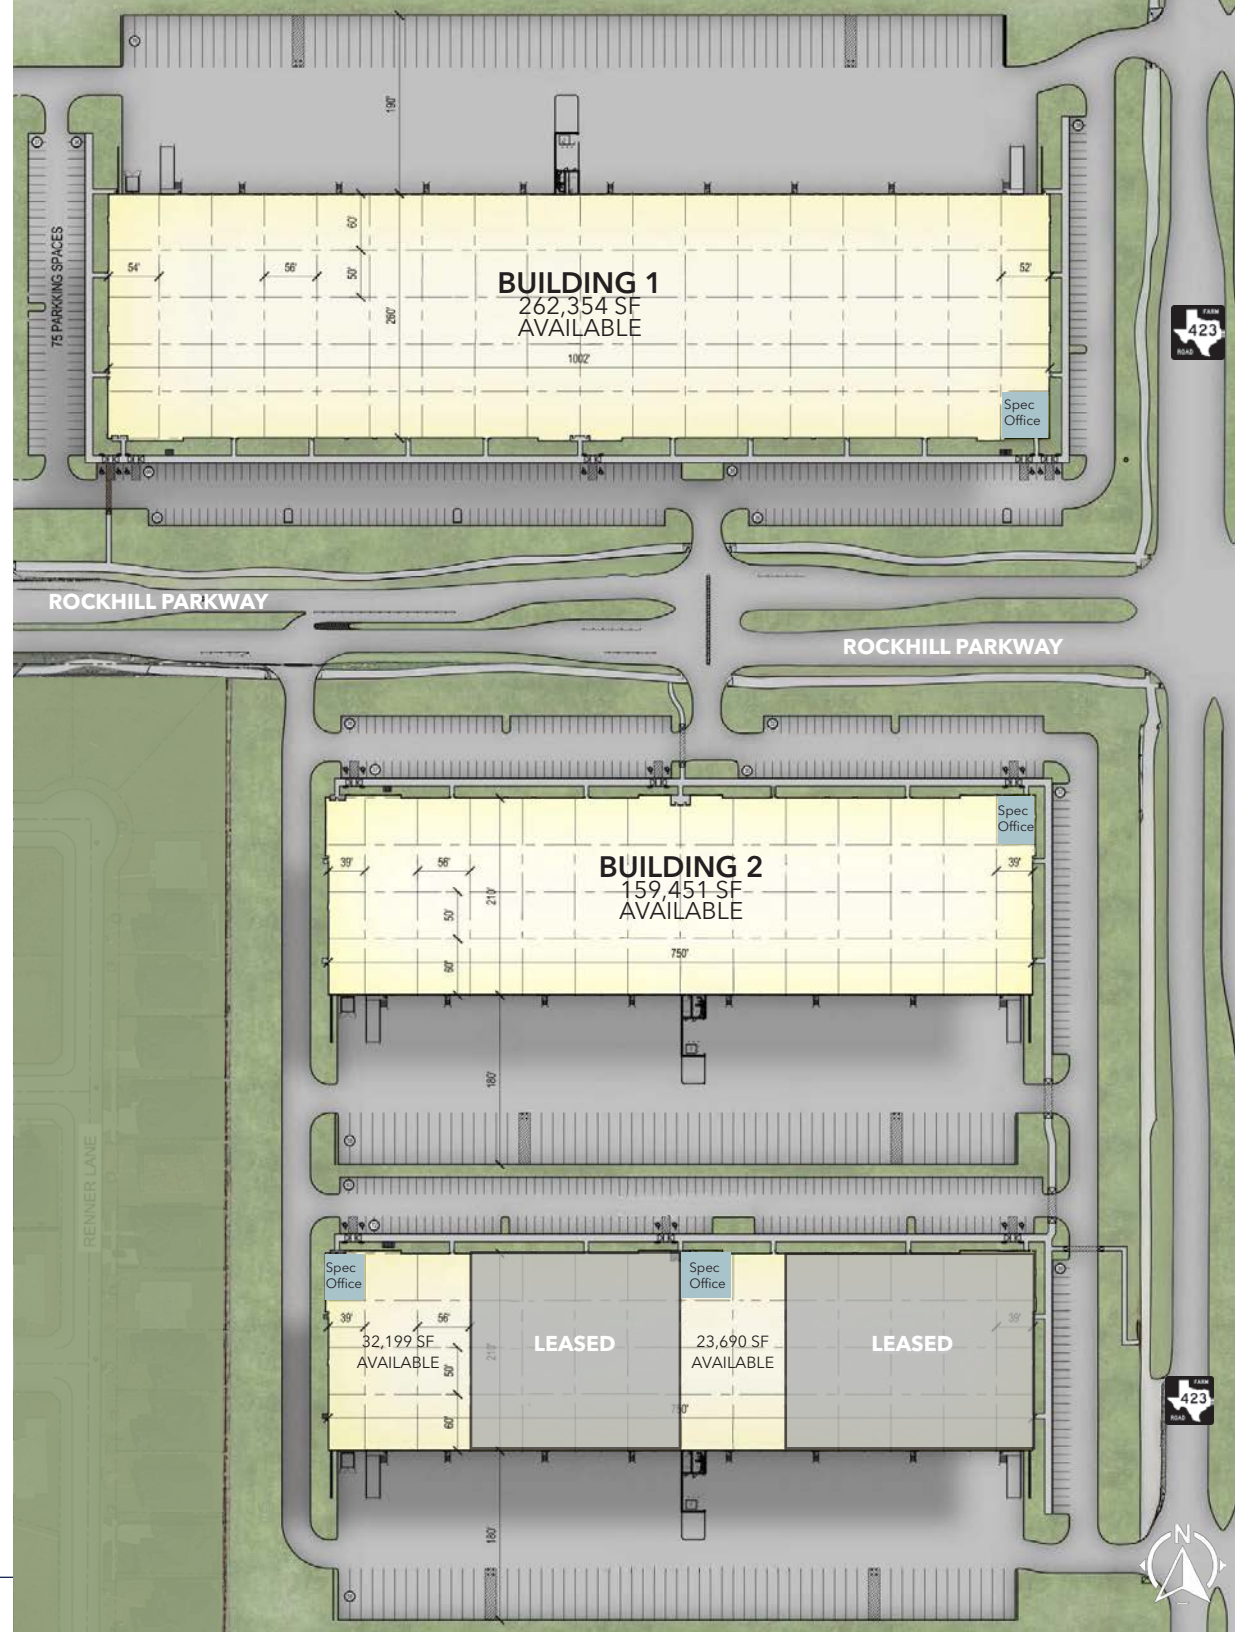 190'
75 PARKKING SPACES
60'
54'
56'
50'
52'
BUILDING 1
262,354 SF
AVAILABLE
260'
1002'
Spec
Office
FARM
423
ROAD
ROCKHILL PARKWAY
ROCKHILL PARKWAY
Spec
Office
39'
56'
39'
BUILDING 2
159,451 SF
AVAILABLE
210'
50'
750'
60'
180'
RENNER LANE
Spec
Office
Spec
Office
39'
56'
39'
32,199 SF
AVAILABLE
210'
LEASED
23,690 SF
AVAILABLE
LEASED
50'
750'
60'
FARM
423
ROAD
180'
N